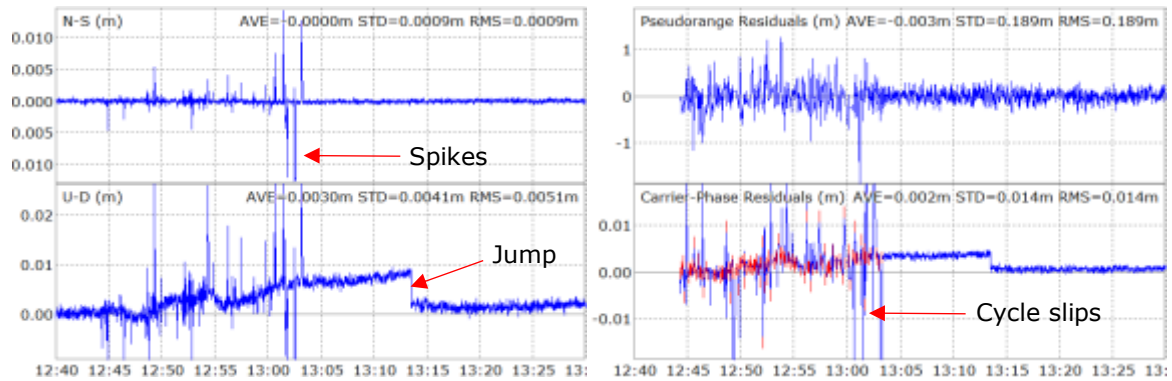 N-S (m) AVE=-0.0000m STD=0.0009m RMS=0.0009m
0.010
0.005
0.000
0.005
0.010
Spikes
U-D (m) AVE=0.0030m STD=0.0041m RMS=0.0051m
0.02
0.01
0.00
Jump
12:40 12:45 12:50 12:55 13:00 13:05 13:10 13:15 13:20 13:25 13:
Pseudorange Residuals (m) AVE=-0.003m STD=0.189m RMS=0.189m
1
0
-1
Carrier-Phase Residuals (m) AVE=0.002m STD=0.014m RMS=0.014m
0.01
0.00
-0.01
Cycle slips
12:40 12:45 12:50 12:55 13:00 13:05 13:10 13:15 13:20 13:25 13: